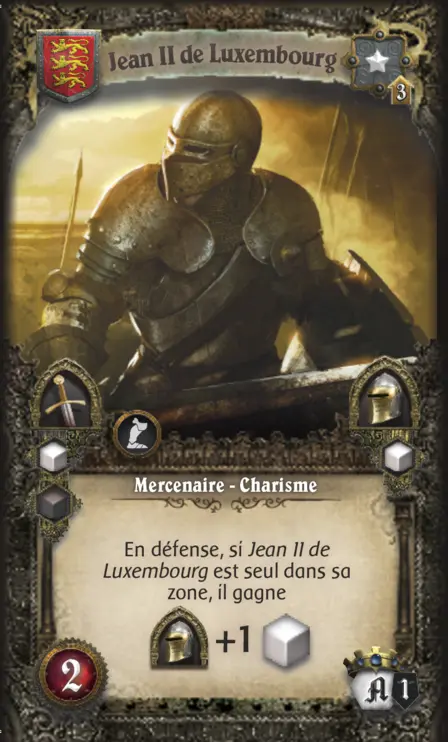 Jean II de Luxembourg
3
Mercenaire - Charisme
En défense, si Jean II de
Luxembourg est seul dans sa
zone, il gagne
+1
2
A 1